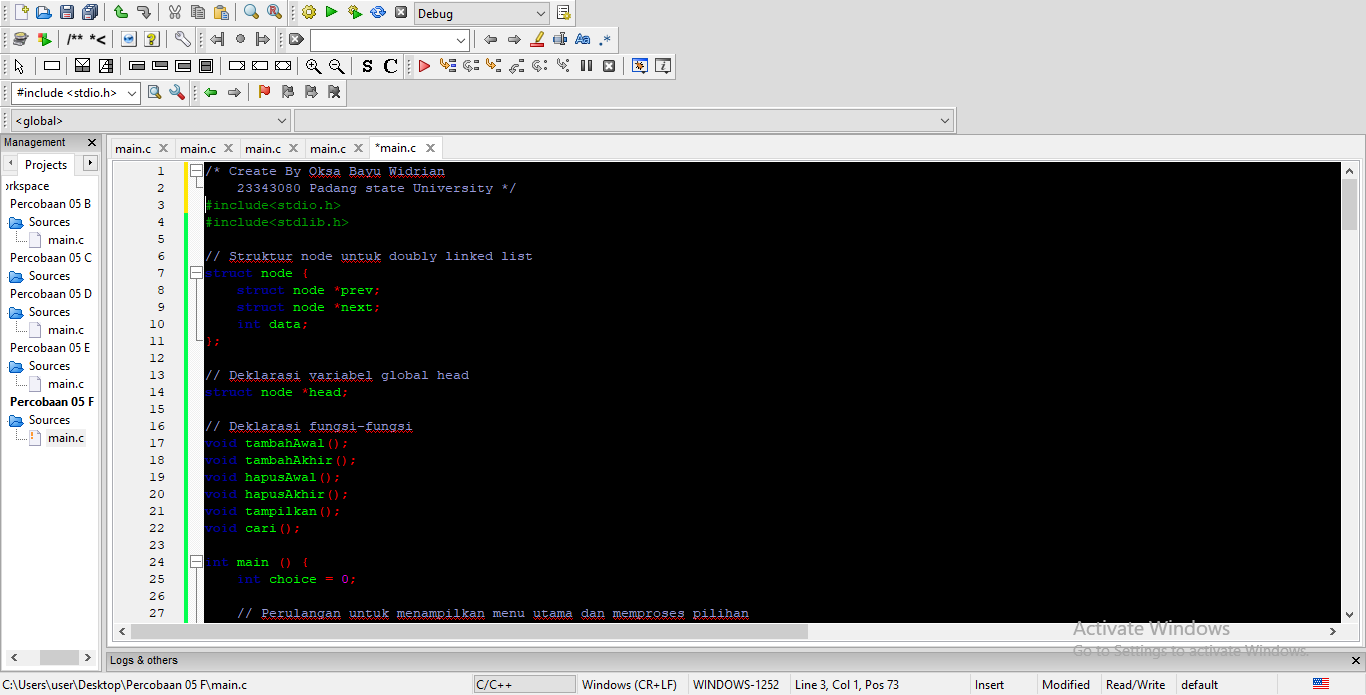 Debug
/** *<
Aa .*
S C
#include <stdio.h>
<global>
Management
Projects
main.c
main.c
main.c
main.c
*main.c
orkspace
Percobaan 05 B
Sources
main.c
Percobaan 05 C
Sources
Percobaan 05 D
Sources
main.c
Percobaan 05 E
Sources
main.c
Percobaan 05 F
Sources
main.c
1 /* Create By Oksa Bayu Widrian
2 23343080 Padang state University */
3 #include<stdio.h>
4 #include<stdlib.h>
5
6 // Struktur node untuk doubly linked list
7 struct node {
8 struct node *prev;
9 struct node *next;
10 int data;
11 };
12
13 // Deklarasi variabel global head
14 struct node *head;
15
16 // Deklarasi fungsi-fungsi
17 void tambahAwal();
18 void tambahAkhir();
19 void hapusAwal();
20 void hapusAkhir();
21 void tampilkan();
22 void cari();
23
24 int main () {
25 int choice = 0;
26
27 // Perulangan untuk menampilkan menu utama dan memproses pilihan
Activate Windows
Go to Settings to activate Windows.
Logs & others
C:\Users\user\Desktop\Percobaan 05 F\main.c
C/C++
Windows (CR+LF)
WINDOWS-1252
Line 3, Col 1, Pos 73
Insert
Modified
Read/Write
default